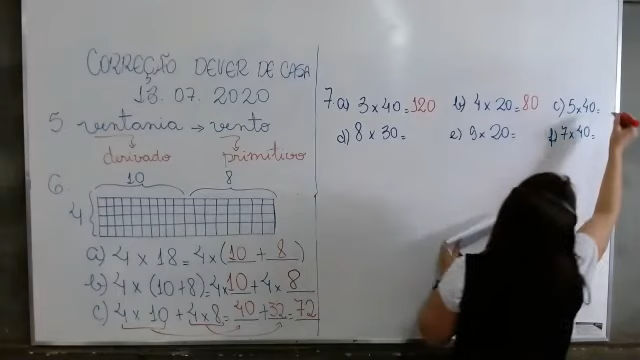 CORREÇÃO DEVER DE CASA
13.07.2020
5 ventania → vento
derivado primitivo
6.
10 8
4
a) 4 × 18 = 4 × (10 + 8)
b) 4 × (10+8) = 4×10 + 4 × 8
c) 4 × 10 + 4 × 8 = 40 + 32 = 72
7. a) 3 × 40 = 120 b) 4 × 20 = 80 c) 5 × 40 =
d) 8 × 30 = e) 9 × 20 = f) 7 × 40 =